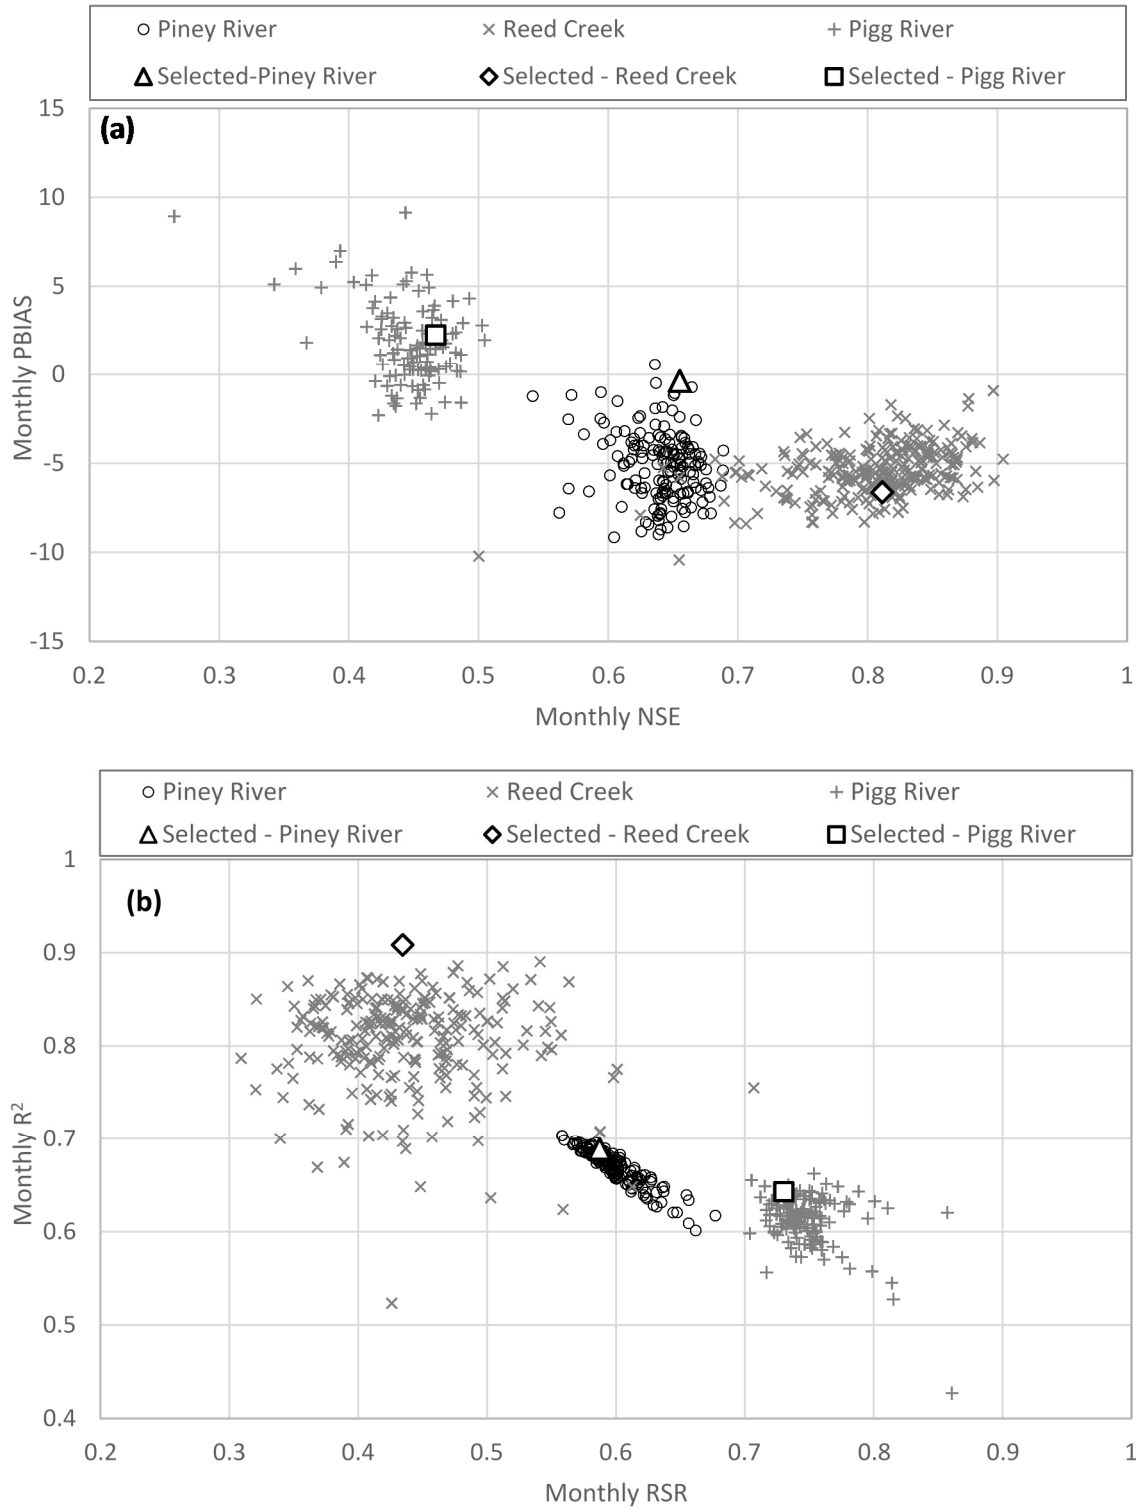 Piney River Reed Creek Pigg River
Selected-Piney River Selected - Reed Creek Selected - Pigg River
(a)
15
10
5
0
-5
-10
-15
Monthly PBIAS
0.2 0.3 0.4 0.5 0.6 0.7 0.8 0.9 1
Monthly NSE
Piney River Reed Creek Pigg River
Selected - Piney River Selected - Reed Creek Selected - Pigg River
(b)
1
0.9
0.8
0.7
0.6
0.5
0.4
Monthly R²
0.2 0.3 0.4 0.5 0.6 0.7 0.8 0.9 1
Monthly RSR